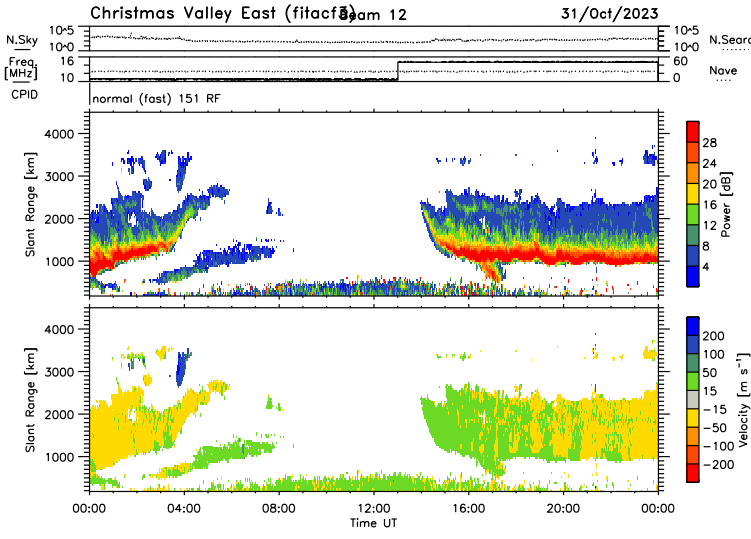 Christmas Valley East (fitacf3) Beam 12 31/Oct/2023
N.Sky 10^5 10^0 10^5 10^0 N.Searc
Freq. [MHz] 16 10 60 0 Nave
CPID normal (fast) 151 RF
4000
3000
2000
1000
Slant Range [km]
28
24
20
16
12
8
4
Power [dB]
4000
3000
2000
1000
Slant Range [km]
200
100
50
15
-15
-50
-100
-200
Velocity [m s⁻¹]
00:00 04:00 08:00 12:00 16:00 20:00 00:00
Time UT